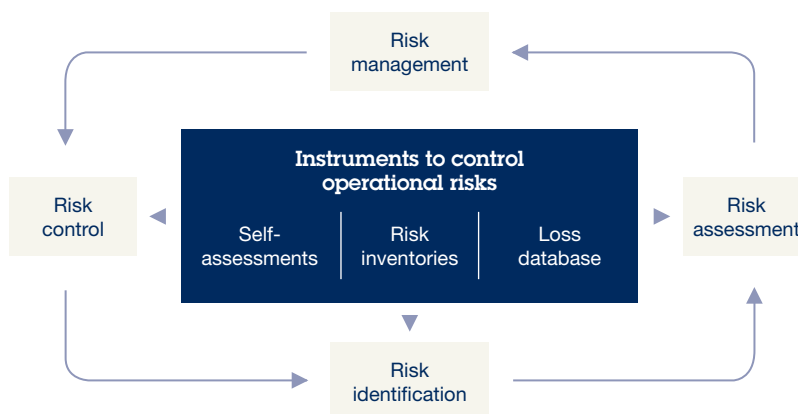 Risk
management
Instruments to control
operational risks
Risk
control
Self-
assessments
Risk
inventories
Loss
database
Risk
assessment
Risk
identification